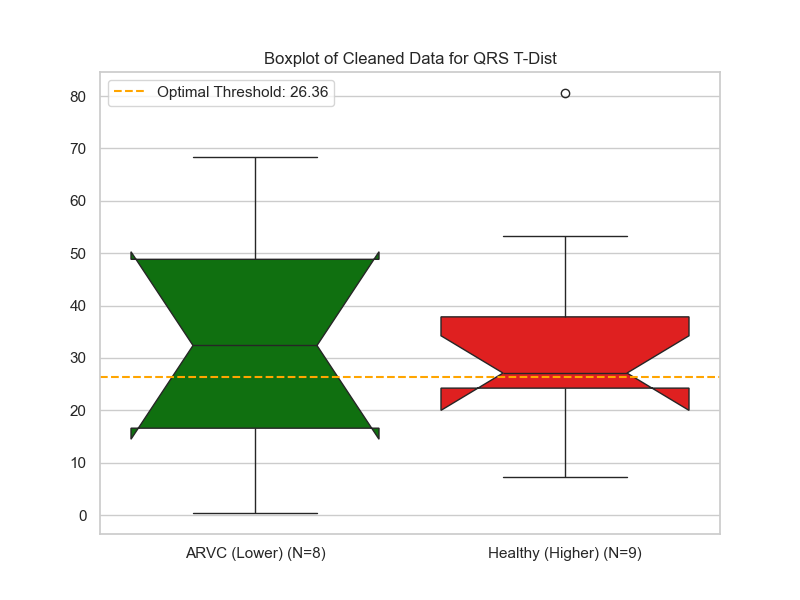 Boxplot of Cleaned Data for QRS T-Dist
Optimal Threshold: 26.36
80
70
60
50
40
30
20
10
0
ARVC (Lower) (N=8)
Healthy (Higher) (N=9)